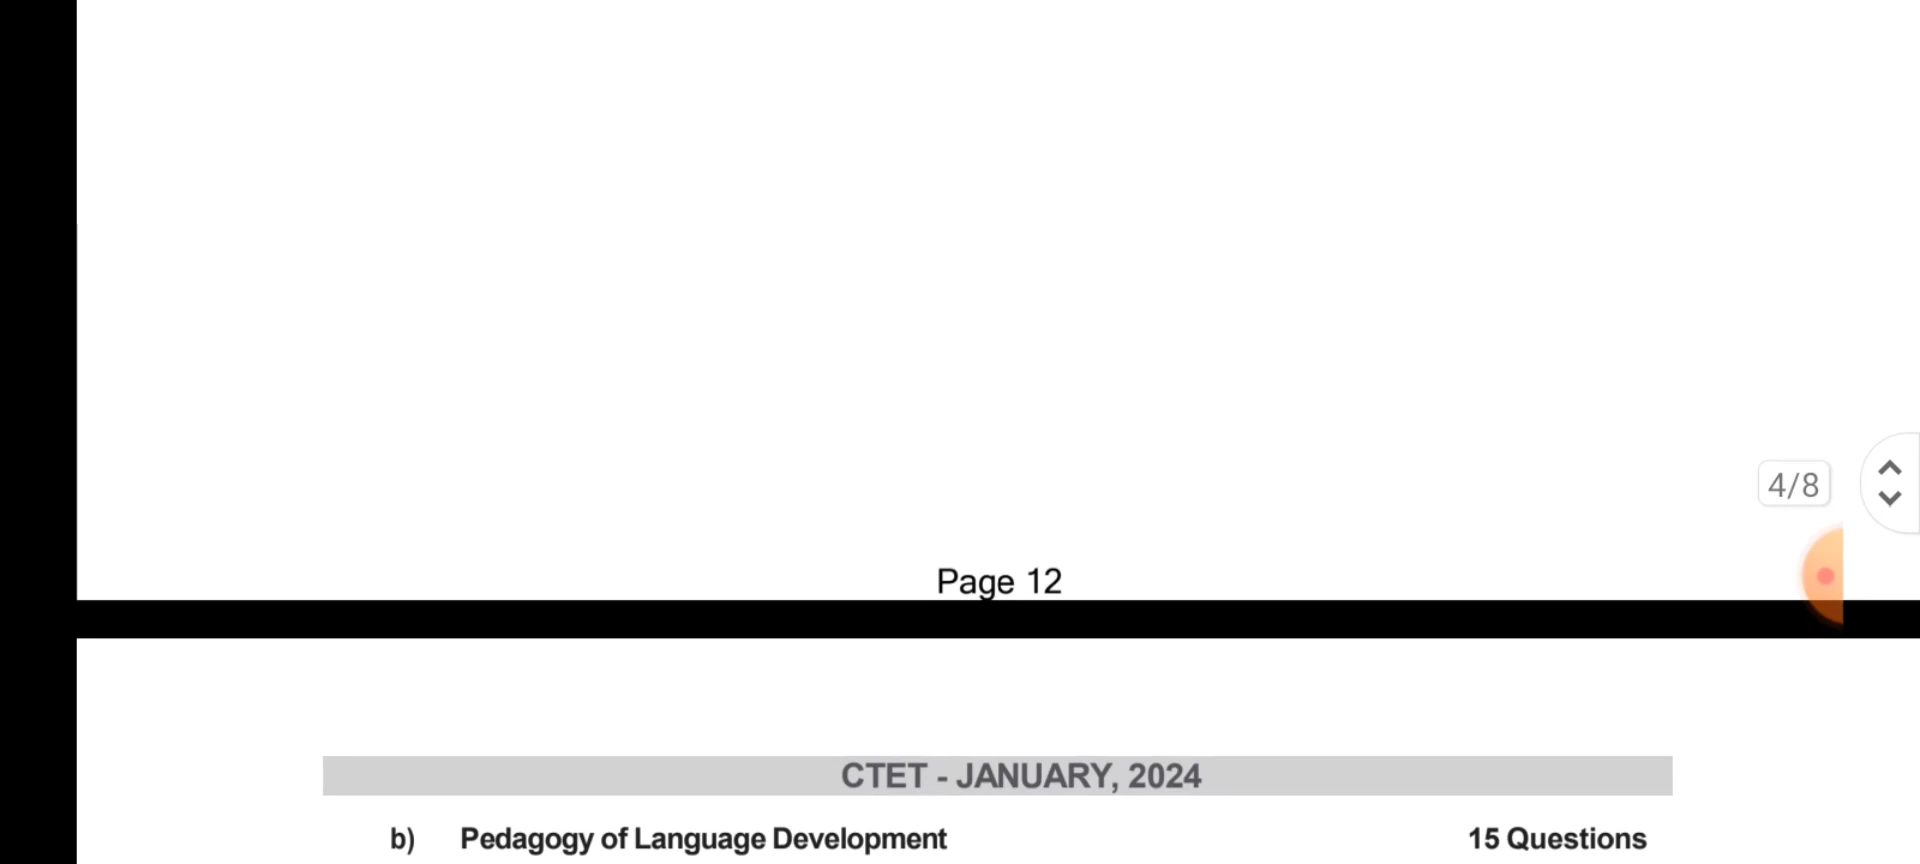 4/8
Page 12
CTET - JANUARY, 2024
b) Pedagogy of Language Development 15 Questions